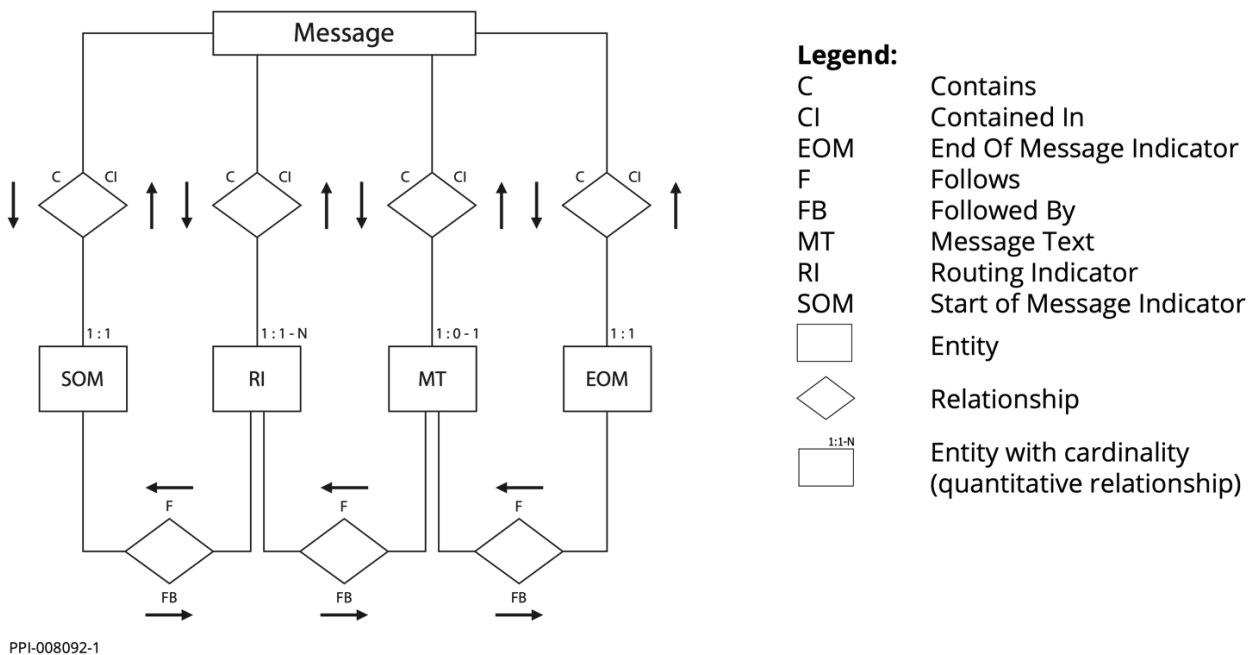 Message
C CI C CI C CI C CI
1:1 1:1-N 1:0-1 1:1
SOM RI MT EOM
F F F
FB FB FB
PPI-008092-1
Legend:
C Contains
CI Contained In
EOM End Of Message Indicator
F Follows
FB Followed By
MT Message Text
RI Routing Indicator
SOM Start of Message Indicator
Entity
Relationship
1:1-N
Entity with cardinality
(quantitative relationship)